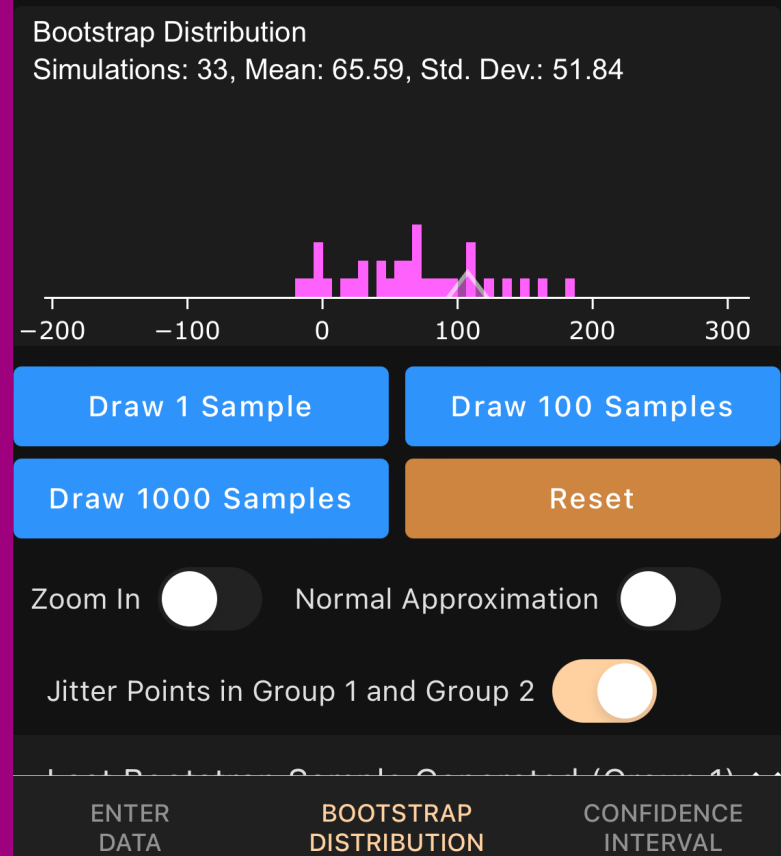 Bootstrap Distribution
Simulations: 33, Mean: 65.59, Std. Dev.: 51.84
−200 −100 0 100 200 300
Draw 1 Sample Draw 100 Samples
Draw 1000 Samples Reset
Zoom In Normal Approximation
Jitter Points in Group 1 and Group 2
ENTER DATA
BOOTSTRAP DISTRIBUTION
CONFIDENCE INTERVAL